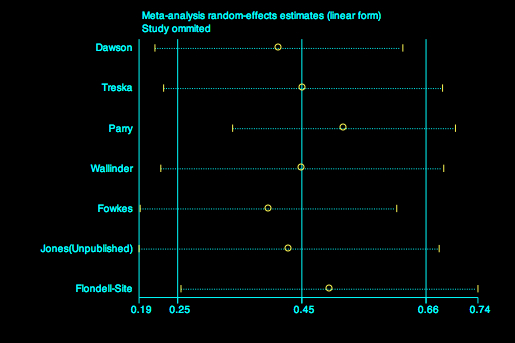 Meta-analysis random-effects estimates (linear form)
Study ommited
Dawson
Treska
Parry
Wallinder
Fowkes
Jones(Unpublished)
Flondell-Site
0.19 0.25 0.45 0.66 0.74